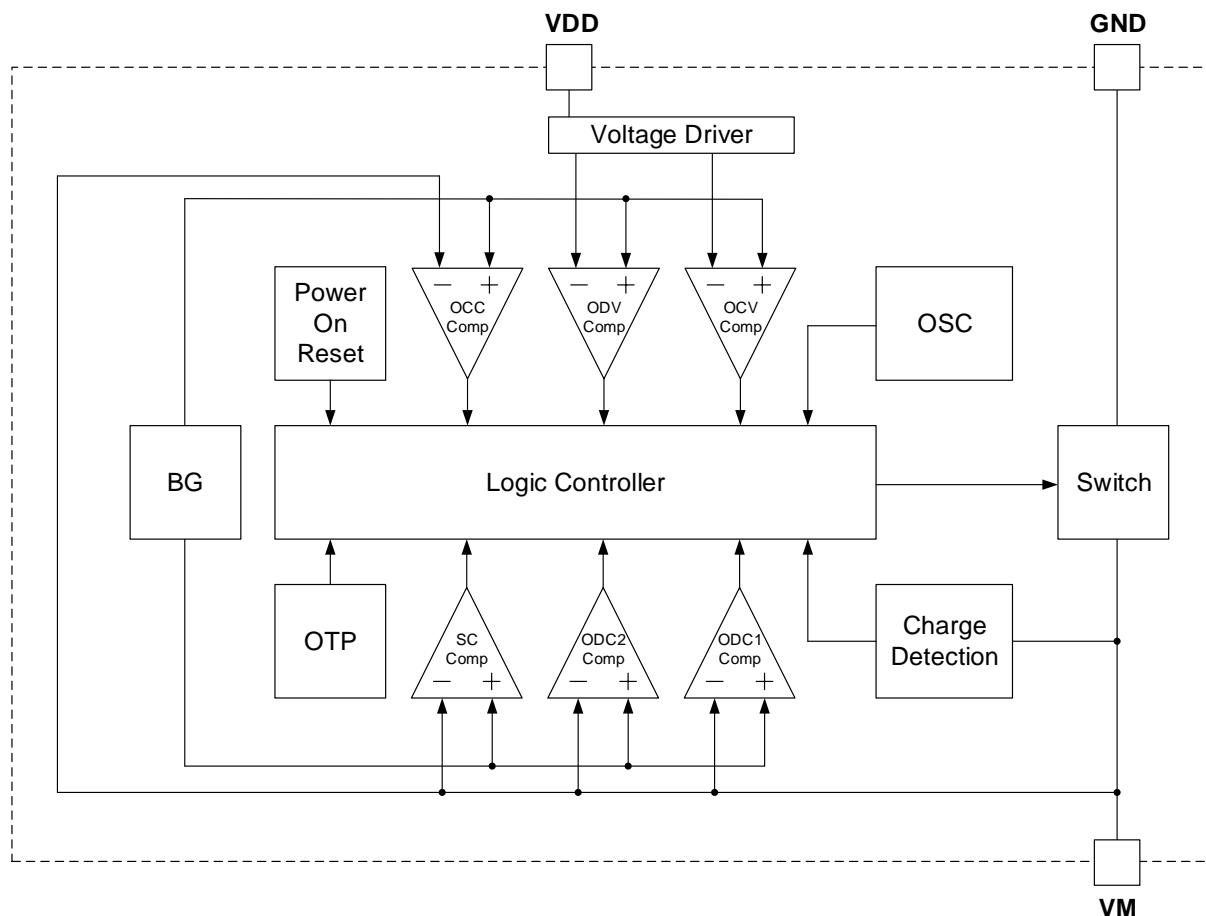 VDD
GND
Voltage Driver
Power
On
Reset
− +
OCC
Comp
− +
ODV
Comp
− +
OCV
Comp
OSC
BG
Logic Controller
Switch
OTP
SC
Comp
− +
ODC2
Comp
− +
ODC1
Comp
− +
Charge
Detection
VM